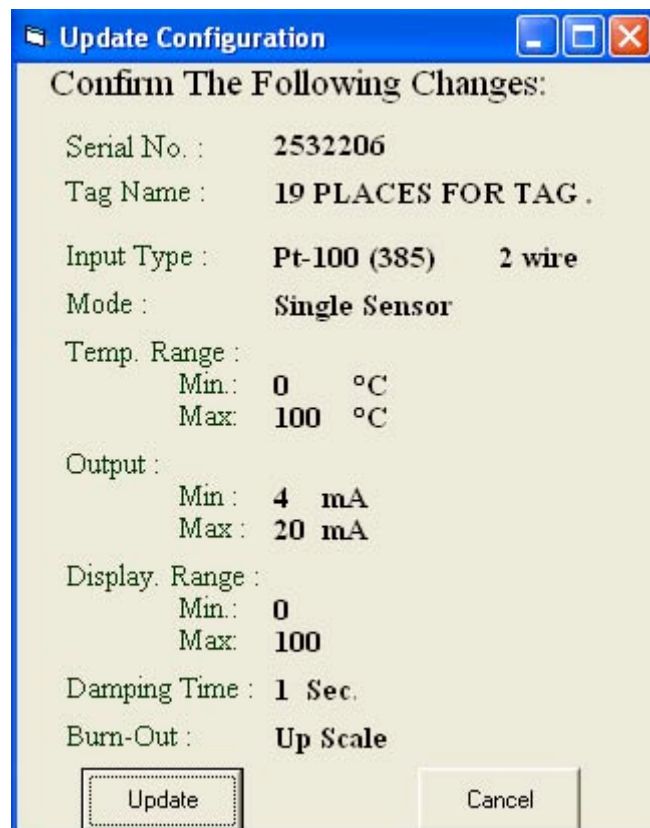 Update Configuration
Confirm The Following Changes:
Serial No. : 2532206
Tag Name : 19 PLACES FOR TAG .
Input Type : Pt-100 (385) 2 wire
Mode : Single Sensor
Temp. Range :
Min.: 0 °C
Max: 100 °C
Output :
Min : 4 mA
Max : 20 mA
Display. Range :
Min.: 0
Max: 100
Damping Time : 1 Sec.
Burn-Out : Up Scale
Update Cancel